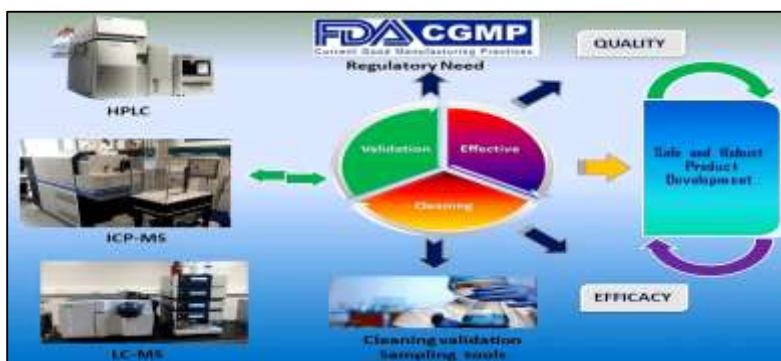 HPLC
ICP-MS
LC-MS
FDA CGMP
Current Good Manufacturing Practices
Regulatory Need
Validation
Effective
Cleaning
Cleaning validation
Sampling tools
QUALITY
Safe and Robust
Product
Development
EFFICACY